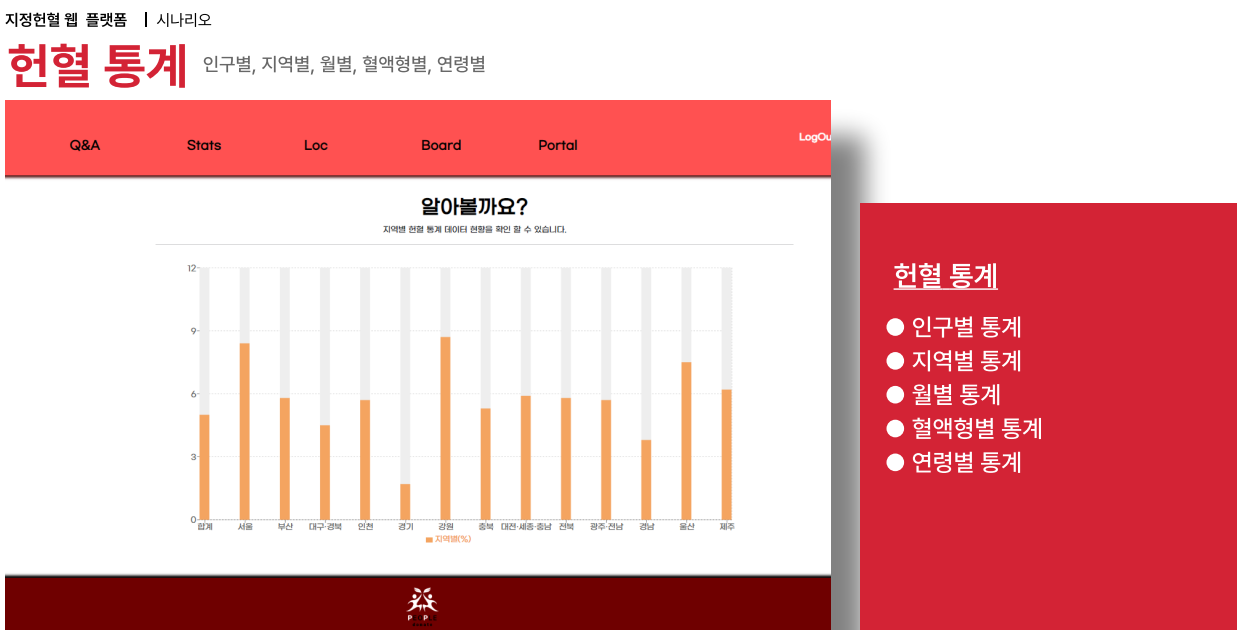 지정헌혈 웹 플랫폼 | 시나리오
헌혈 통계 인구별, 지역별, 월별, 혈액형별, 연령별
Q&A Stats Loc Board Portal LogOu
알아볼까요?
지역별 헌혈 통계 데이터 현황을 확인 할 수 있습니다.
12
9
6
3
0
합계 서울 부산 대구·경북 인천 경기 강원 충북 대전·세종·충남 전북 광주·전남 경남 울산 제주
지역별(%)
헌혈 통계
● 인구별 통계
● 지역별 통계
● 월별 통계
● 혈액형별 통계
● 연령별 통계